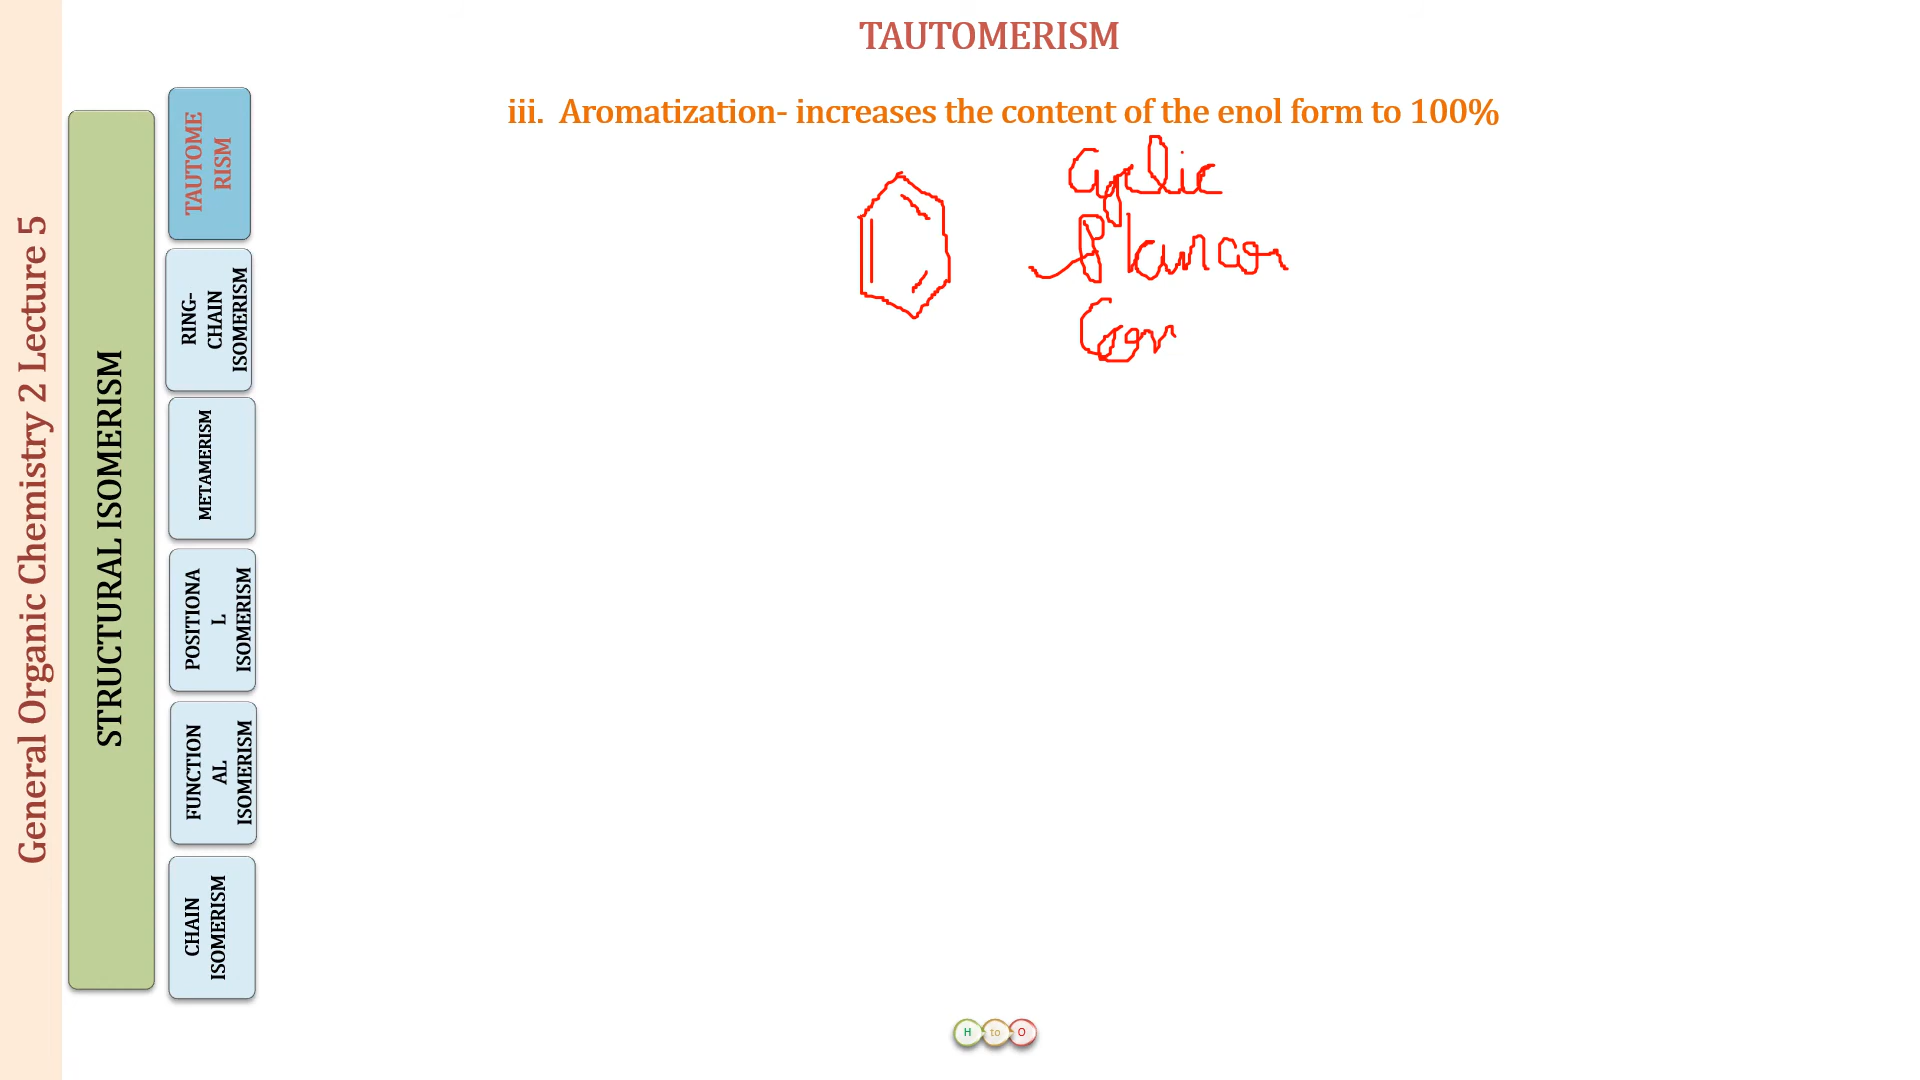 TAUTOMERISM
iii. Aromatization- increases the content of the enol form to 100%
Cyclic
Con
General Organic Chemistry 2 Lecture 5
STRUCTURAL ISOMERISM
TAUTOME
RISM
RING-
CHAIN
ISOMERISM
METAMERISM
POSITIONA
L
ISOMERISM
FUNCTION
AL
ISOMERISM
CHAIN
ISOMERISM
H to O